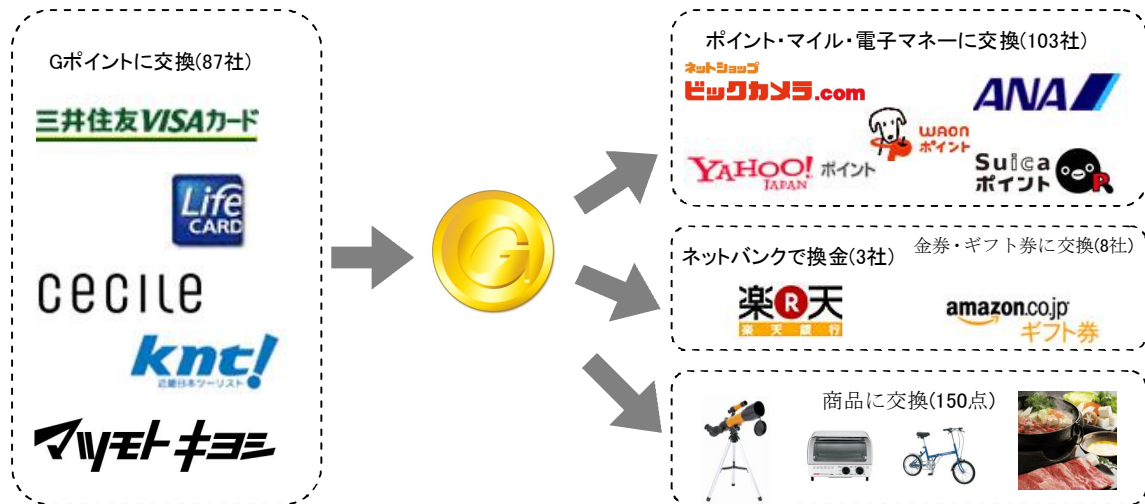 Gポイントに交換(87社)
三井住友VISAカード
Life
CARD
cecile
knt!
近畿日本ツーリスト
マツモトキヨシ
G
ポイント・マイル・電子マネーに交換(103社)
ネットショップ
ビックカメラ.com
ANA
WAON
ポイント
YAHOO!
JAPAN
ポイント
Suica
ポイント
R
ネットバンクで換金(3社)
金券・ギフト券に交換(8社)
楽R天
楽天銀行
amazon.co.jp
ギフト券
商品に交換(150点)